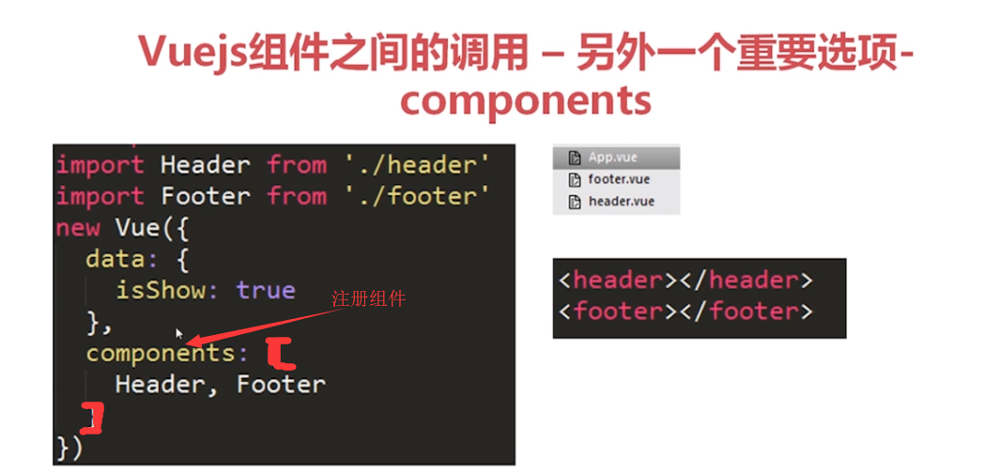 Vuejs组件之间的调用 – 另外一个重要选项-
components
import Header from './header'
import Footer from './footer'
new Vue({
data: {
isShow: true
},
注册组件
components: [
Header, Footer
]
})
App.vue
footer.vue
header.vue
<header></header>
<footer></footer>